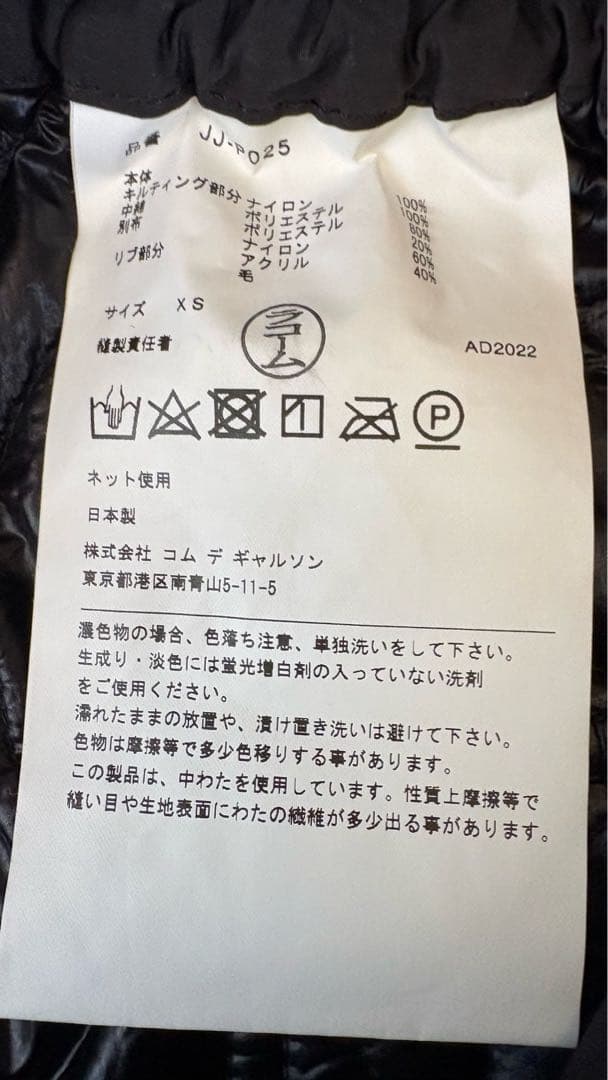 品番 JJ-P025
本体
キルティング部分 ナイロン 100%
中綿 ポリエステル 100%
別布 ポリエステル 80%
ナイロン 20%
リブ部分 アクリル 60%
毛 40%
サイズ XS
縫製責任者 ラコーム AD2022
1 P
ネット使用
日本製
株式会社 コム デ ギャルソン
東京都港区南青山5-11-5
濃色物の場合、色落ち注意、単独洗いをして下さい。
生成り・淡色には蛍光増白剤の入っていない洗剤
をご使用ください。
濡れたままの放置や、漬け置き洗いは避けて下さい。
色物は摩擦等で多少色移りする事があります。
この製品は、中わたを使用しています。性質上摩擦等で
縫い目や生地表面にわたの繊維が多少出る事があります。